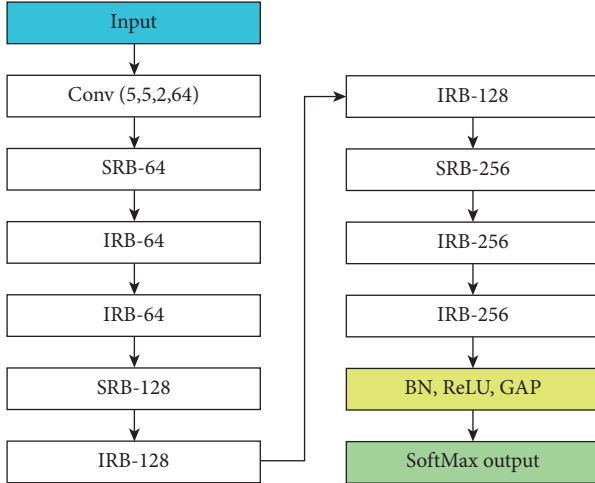 Input
Conv (5,5,2,64)
SRB-64
IRB-64
IRB-64
SRB-128
IRB-128
IRB-128
SRB-256
IRB-256
IRB-256
BN, ReLU, GAP
SoftMax output